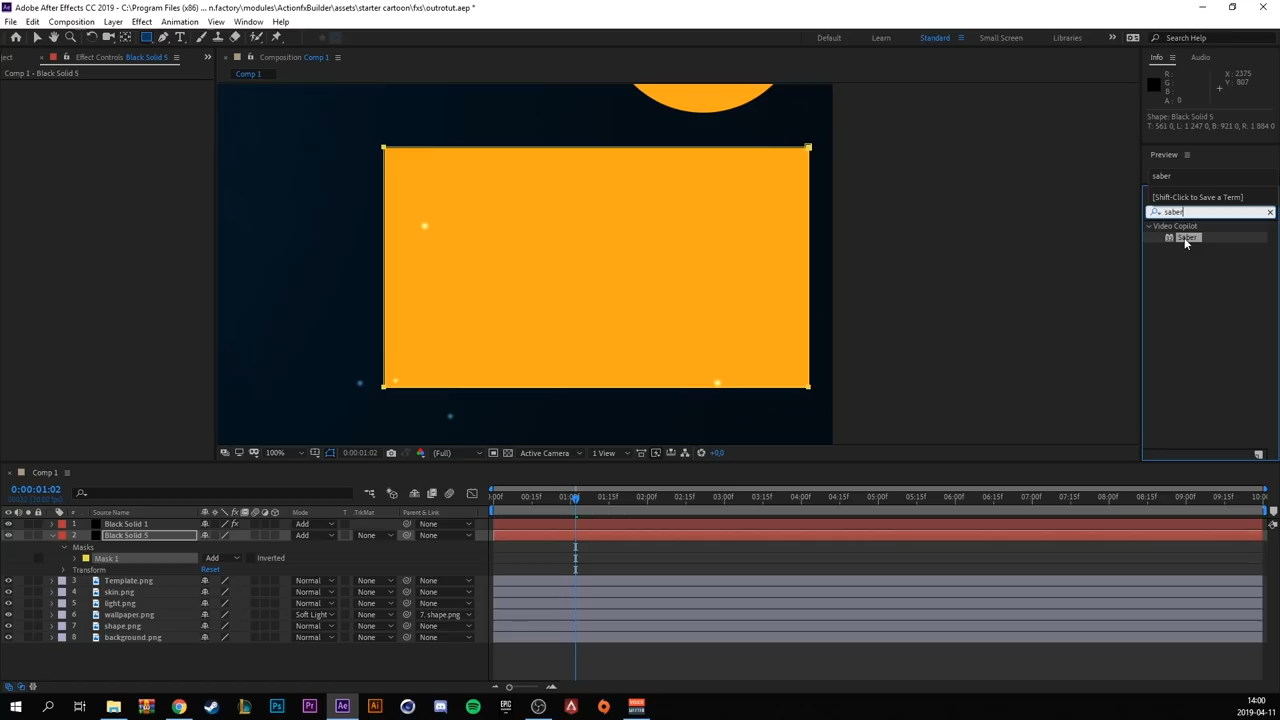 Adobe After Effects CC 2019 - C:\Program Files (x86)\
n.factory\modules\ActionfxBuilder\assets\starter cartoon\fxs\outrotut.aep *
File Edit Composition Layer Effect Animation View Window Help
Default Learn Standard Small Screen Libraries Search Help
ject Effect Controls Black Solid 5
Composition Comp 1
Info Audio
Comp 1 • Black Solid 5
Comp 1
R :
G :
B :
A : 0
X : 2375
Y : 807
Shape: Black Solid 5
T: 561 0, L: 1 247 0, B: 921 0, R: 1 884 0
Preview
saber
[Shift-Click to Save a Term]
saber
Video Copilot
Saber
100% 0:00:01:02 (Full) Active Camera 1 View +0,0
Comp 1
0:00:01:02
:00f 00:15f 01:00f 01:15f 02:00f 02:15f 03:00f 03:15f 04:00f 04:15f 05:00f 05:15f 06:00f 06:15f 07:00f 07:15f 08:00f 08:15f 09:00f 09:15f 10:00
# Source Name Mode T .TrkMat Parent & Link
1 Black Solid 1 Add None
2 Black Solid 5 Add None None
Masks
Mask 1 Add Inverted
Transform Reset
3 Template.png Normal None None
4 skin.png Normal None None
5 light.png Normal None None
6 wallpaper.png Soft Light None 7. shape.png
7 shape.png Normal None None
8 background.png Normal None None
14:00
2019-04-11